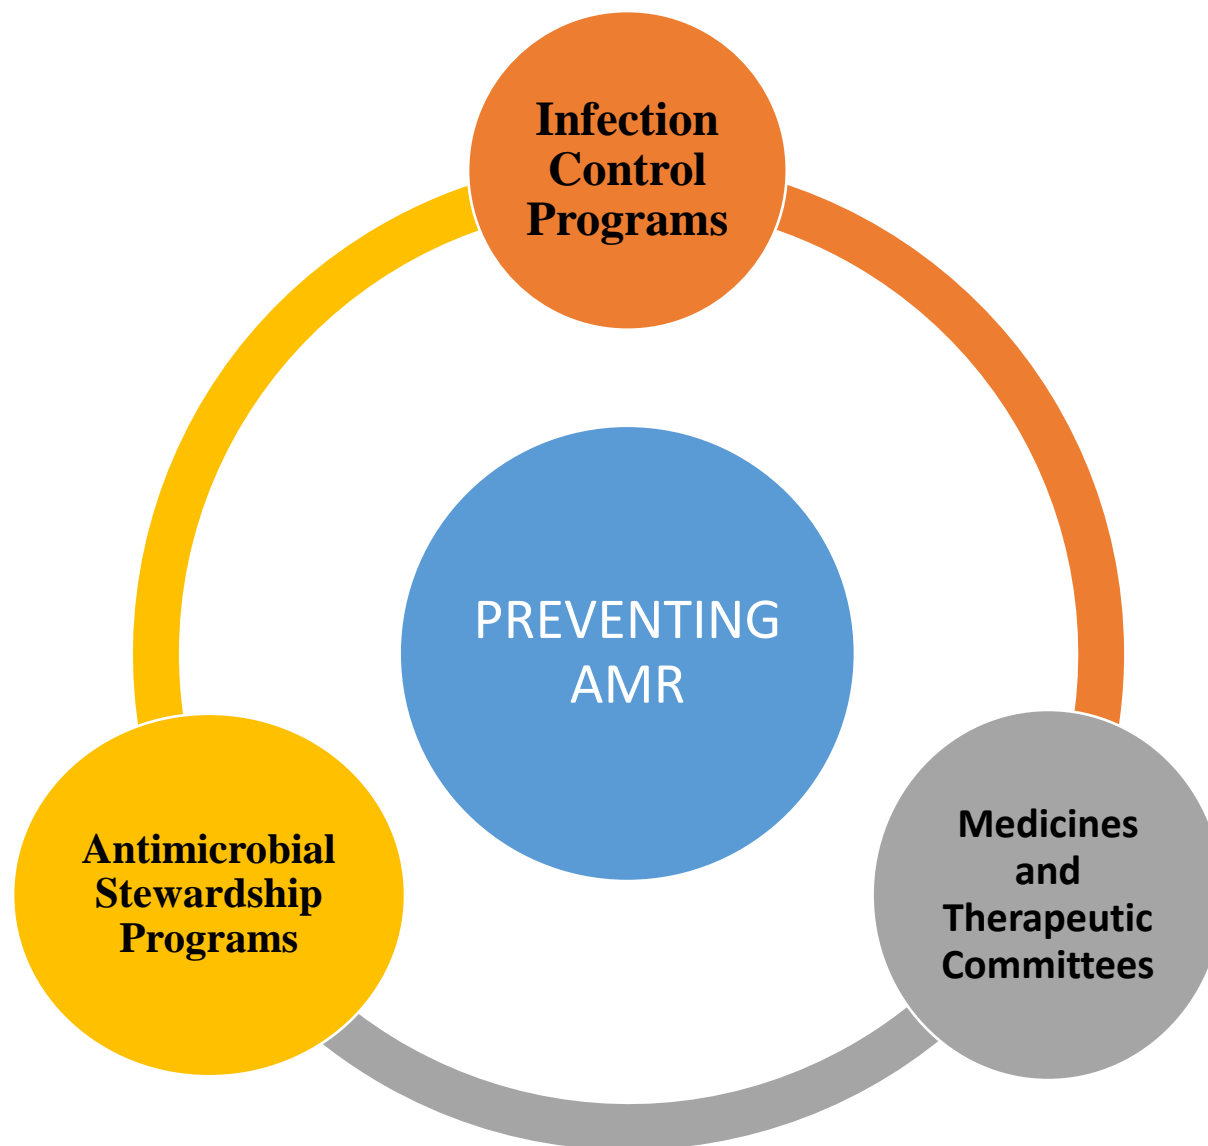 Infection
Control
Programs
PREVENTING
AMR
Antimicrobial
Stewardship
Programs
Medicines
and
Therapeutic
Committees